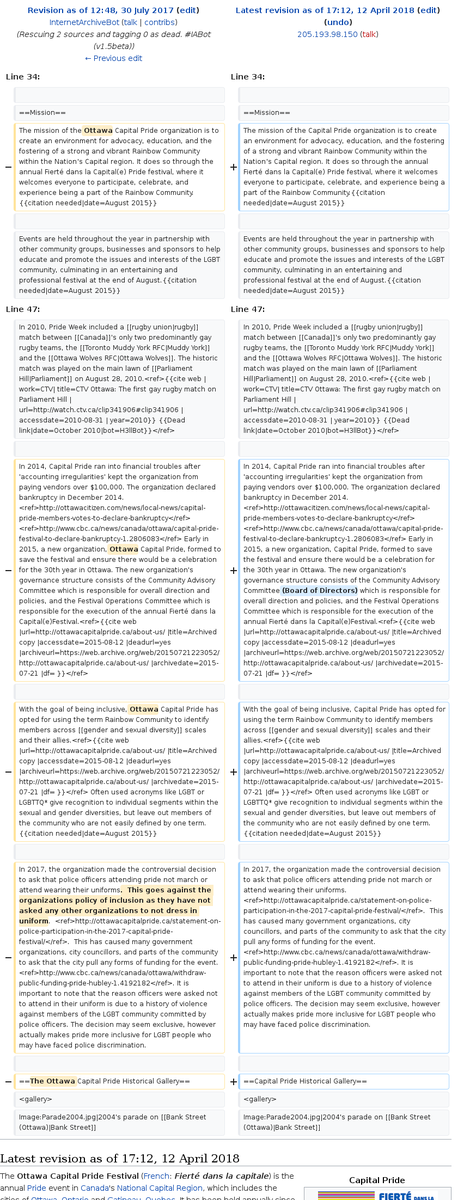 Revision as of 12:48, 30 July 2017 (edit)
InternetArchiveBot (talk | contribs)
(Rescuing 2 sources and tagging 0 as dead. #IABot
(v1.5beta))
← Previous edit
Latest revision as of 17:12, 12 April 2018 (edit)
(undo)
205.193.98.150 (talk)
Line 34:
Line 34:
==Mission==
==Mission==
− The mission of the Ottawa Capital Pride organization is to
create an environment for advocacy, education, and the
fostering of a strong and vibrant Rainbow Community
within the Nation's Capital region. It does so through the
annual Fierté dans la Capital(e) Pride festival, where it
welcomes everyone to participate, celebrate, and
experience being a part of the Rainbow Community.
{{citation needed|date=August 2015}}
+ The mission of the Capital Pride organization is to create
an environment for advocacy, education, and the fostering
of a strong and vibrant Rainbow Community within the
Nation's Capital region. It does so through the annual
Fierté dans la Capital(e) Pride festival, where it welcomes
everyone to participate, celebrate, and experience being a
part of the Rainbow Community.{{citation
needed|date=August 2015}}
Events are held throughout the year in partnership with
other community groups, businesses and sponsors to help
educate and promote the issues and interests of the LGBT
community, culminating in an entertaining and
professional festival at the end of August.{{citation
needed|date=August 2015}}
Events are held throughout the year in partnership with
other community groups, businesses and sponsors to help
educate and promote the issues and interests of the LGBT
community, culminating in an entertaining and
professional festival at the end of August.{{citation
needed|date=August 2015}}
Line 47:
Line 47:
In 2010, Pride Week included a [[rugby union|rugby]]
match between [[Canada]]'s only two predominantly gay
rugby teams, the [[Toronto Muddy York RFC|Muddy York]]
and the [[Ottawa Wolves RFC|Ottawa Wolves]]. The historic
match was played on the main lawn of [[Parliament
Hill|Parliament]] on August 28, 2010.<ref>{{cite web |
work=CTV| title=CTV Ottawa: The first gay rugby match on
Parliament Hill |
url=http://watch.ctv.ca/clip341906#clip341906 |
accessdate=2010-08-31 | year=2010}} {{Dead
link|date=October 2010|bot=H3llBot}}</ref>
In 2010, Pride Week included a [[rugby union|rugby]]
match between [[Canada]]'s only two predominantly gay
rugby teams, the [[Toronto Muddy York RFC|Muddy York]]
and the [[Ottawa Wolves RFC|Ottawa Wolves]]. The historic
match was played on the main lawn of [[Parliament
Hill|Parliament]] on August 28, 2010.<ref>{{cite web |
work=CTV| title=CTV Ottawa: The first gay rugby match on
Parliament Hill |
url=http://watch.ctv.ca/clip341906#clip341906 |
accessdate=2010-08-31 | year=2010}} {{Dead
link|date=October 2010|bot=H3llBot}}</ref>
− In 2014, Capital Pride ran into financial troubles after
'accounting irregularities' kept the organization from
paying vendors over $100,000. The organization declared
bankruptcy in December 2014.
<ref>http://ottawacitizen.com/news/local-news/capital-
pride-members-votes-to-declare-bankruptcy</ref>
<ref>http://www.cbc.ca/news/canada/ottawa/capital-pride-
festival-to-declare-bankruptcy-1.2806083</ref> Early in
2015, a new organization, Ottawa Capital Pride, formed to
save the festival and ensure there would be a celebration
for the 30th year in Ottawa. The new organization's
governance structure consists of the Community Advisory
Committee which is responsible for overall direction and
policies, and the Festival Operations Committee which is
responsible for the execution of the annual Fierté dans la
Capital(e)Festival.<ref>{{cite web
|url=http://ottawacapitalpride.ca/about-us/ |title=Archived
copy |accessdate=2015-08-12 |deadurl=yes
|archiveurl=https://web.archive.org/web/20150721223052/
http://ottawacapitalpride.ca/about-us/ |archivedate=2015-
07-21 |df= }}</ref>
+ In 2014, Capital Pride ran into financial troubles after
'accounting irregularities' kept the organization from
paying vendors over $100,000. The organization declared
bankruptcy in December 2014.
<ref>http://ottawacitizen.com/news/local-news/capital-
pride-members-votes-to-declare-bankruptcy</ref>
<ref>http://www.cbc.ca/news/canada/ottawa/capital-pride-
festival-to-declare-bankruptcy-1.2806083</ref> Early in
2015, a new organization, Capital Pride, formed to save
the festival and ensure there would be a celebration for
the 30th year in Ottawa. The new organization's
governance structure consists of the Community Advisory
Committee (Board of Directors) which is responsible for
overall direction and policies, and the Festival Operations
Committee which is responsible for the execution of the
annual Fierté dans la Capital(e)Festival.<ref>{{cite web
|url=http://ottawacapitalpride.ca/about-us/ |title=Archived
copy |accessdate=2015-08-12 |deadurl=yes
|archiveurl=https://web.archive.org/web/20150721223052/
http://ottawacapitalpride.ca/about-us/ |archivedate=2015-
07-21 |df= }}</ref>
− With the goal of being inclusive, Ottawa Capital Pride has
opted for using the term Rainbow Community to identify
members across [[gender and sexual diversity]] scales
and their allies.<ref>{{cite web
|url=http://ottawacapitalpride.ca/about-us/ |title=Archived
copy |accessdate=2015-08-12 |deadurl=yes
|archiveurl=https://web.archive.org/web/20150721223052/
http://ottawacapitalpride.ca/about-us/ |archivedate=2015-
07-21 |df= }}</ref> Often used acronyms like LGBT or
LGBTTQ* give recognition to individual segments within the
sexual and gender diversities, but leave out members of
the community who are not easily defined by one term.
{{citation needed|date=August 2015}}
+ With the goal of being inclusive, Capital Pride has opted for
using the term Rainbow Community to identify members
across [[gender and sexual diversity]] scales and their
allies.<ref>{{cite web
|url=http://ottawacapitalpride.ca/about-us/ |title=Archived
copy |accessdate=2015-08-12 |deadurl=yes
|archiveurl=https://web.archive.org/web/20150721223052/
http://ottawacapitalpride.ca/about-us/ |archivedate=2015-
07-21 |df= }}</ref> Often used acronyms like LGBT or
LGBTTQ* give recognition to individual segments within the
sexual and gender diversities, but leave out members of
the community who are not easily defined by one term.
{{citation needed|date=August 2015}}
− In 2017, the organization made the controversial decision
to ask that police officers attending pride not march or
attend wearing their uniforms. This goes against the
organizations policy of inclusion as they have not
asked any other organizations to not dress in
uniform. <ref>http://ottawacapitalpride.ca/statement-on-
police-participation-in-the-2017-capital-pride-
festival/</ref>. This has caused many government
organizations, city councillors, and parts of the community
to ask that the city pull any forms of funding for the event.
<ref>http://www.cbc.ca/news/canada/ottawa/withdraw-
public-funding-pride-hubley-1.4192182</ref>. It is
important to note that the reason officers were asked not
to attend in their uniform is due to a history of violence
against members of the LGBT community committed by
police officers. The decision may seem exclusive, however
actually makes pride more inclusive for LGBT people who
may have faced police discrimination.
+ In 2017, the organization made the controversial decision
to ask that police officers attending pride not march or
attend wearing their uniforms.
<ref>http://ottawacapitalpride.ca/statement-on-police-
participation-in-the-2017-capital-pride-festival/</ref>. This
has caused many government organizations, city
councillors, and parts of the community to ask that the city
pull any forms of funding for the event.
<ref>http://www.cbc.ca/news/canada/ottawa/withdraw-
public-funding-pride-hubley-1.4192182</ref>. It is
important to note that the reason officers were asked not
to attend in their uniform is due to a history of violence
against members of the LGBT community committed by
police officers. The decision may seem exclusive, however
actually makes pride more inclusive for LGBT people who
may have faced police discrimination.
− ==The Ottawa Capital Pride Historical Gallery==
+ ==Capital Pride Historical Gallery==
<gallery>
<gallery>
Image:Parade2004.jpg|2004's parade on [[Bank Street
(Ottawa)|Bank Street]]
Image:Parade2004.jpg|2004's parade on [[Bank Street
(Ottawa)|Bank Street]]
Latest revision as of 17:12, 12 April 2018
The Ottawa Capital Pride Festival (French: Fierté dans la capitale) is the
annual Pride event in Canada's National Capital Region, which includes the
cities of Ottawa, Ontario and Gatineau, Quebec. It has been held annually since
Capital Pride
FIERTÉ DANS LA